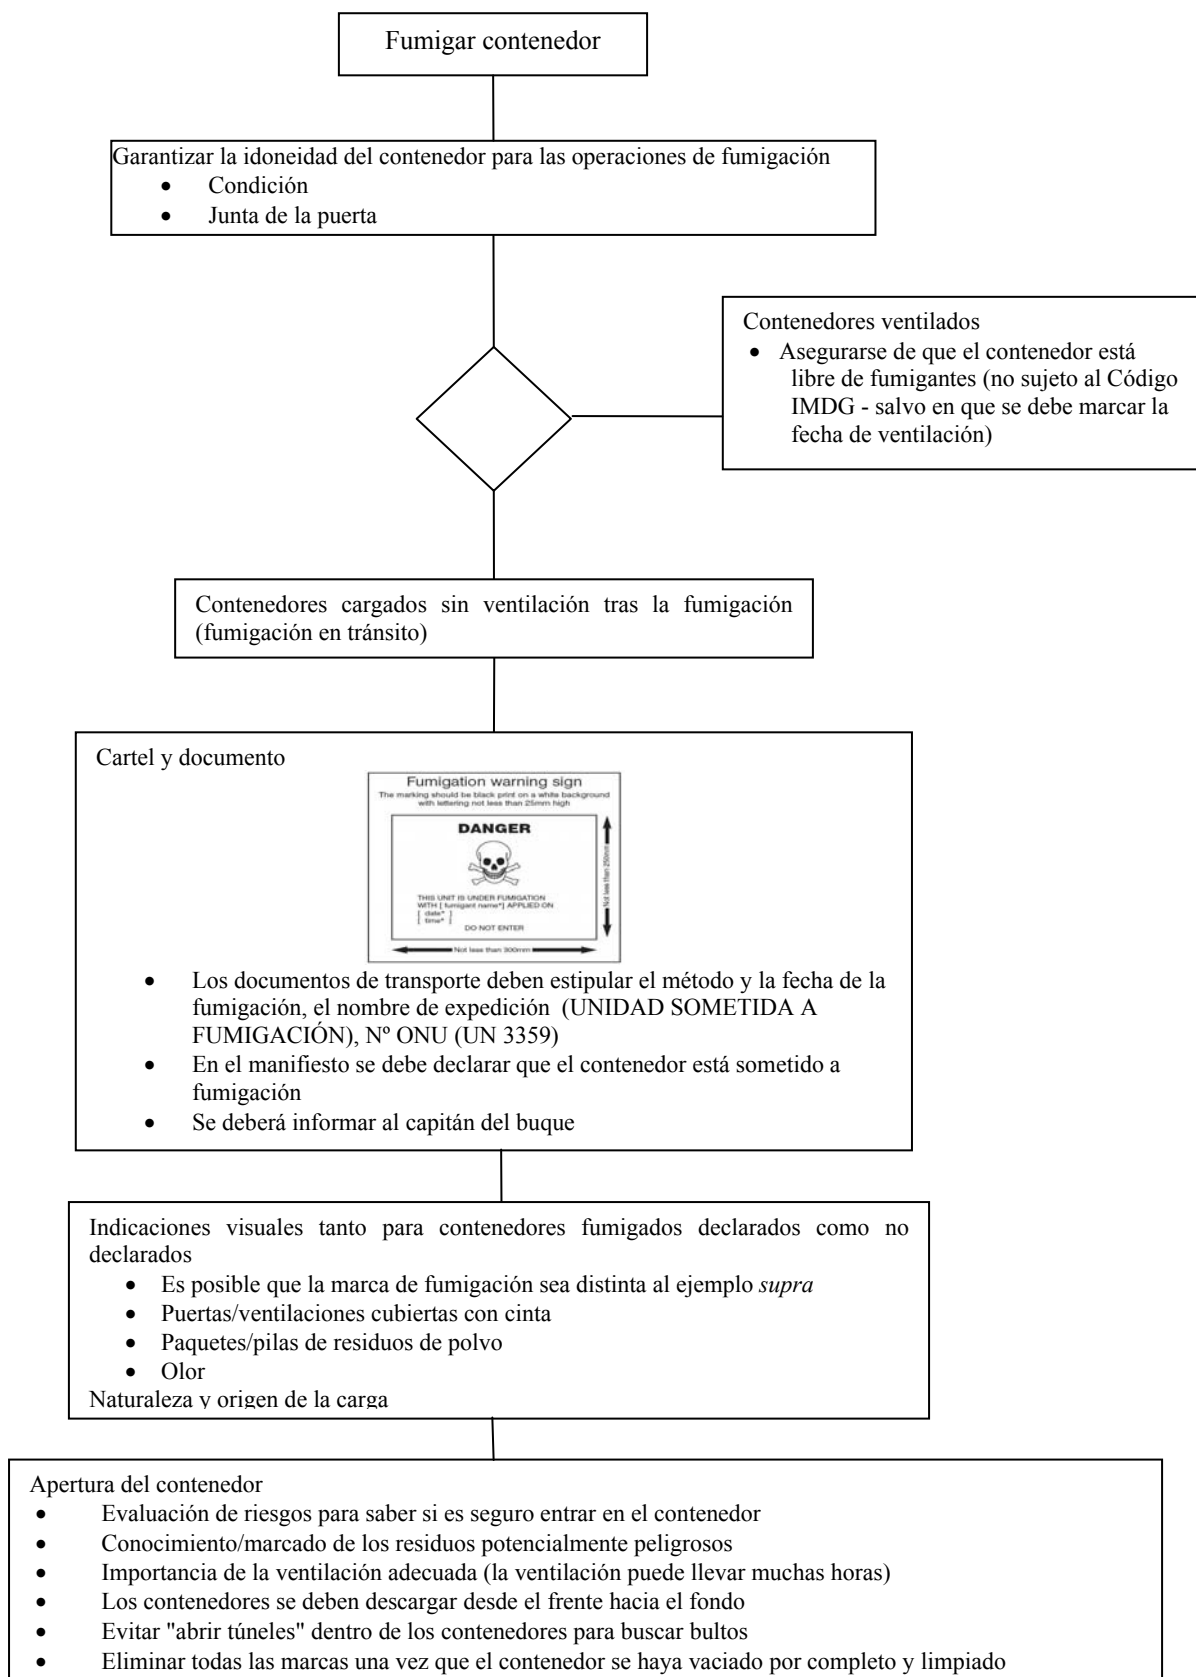 Fumigar contenedor
Garantizar la idoneidad del contenedor para las operaciones de fumigación
• Condición
• Junta de la puerta
Contenedores ventilados
• Asegurarse de que el contenedor está
libre de fumigantes (no sujeto al Código
IMDG - salvo en que se debe marcar la
fecha de ventilación)
Contenedores cargados sin ventilación tras la fumigación
(fumigación en tránsito)
Cartel y documento
Fumigation warning sign
The marking should be black print on a white background
with lettering not less than 25mm high
DANGER
THIS UNIT IS UNDER FUMIGATION
WITH [ fumigant name*] APPLIED ON
[ date* ]
[ time* ]
DO NOT ENTER
Not less than 250mm
Not less than 300mm
• Los documentos de transporte deben estipular el método y la fecha de la
fumigación, el nombre de expedición (UNIDAD SOMETIDA A
FUMIGACIÓN), Nº ONU (UN 3359)
• En el manifiesto se debe declarar que el contenedor está sometido a
fumigación
• Se deberá informar al capitán del buque
Indicaciones visuales tanto para contenedores fumigados declarados como no
declarados
• Es posible que la marca de fumigación sea distinta al ejemplo supra
• Puertas/ventilaciones cubiertas con cinta
• Paquetes/pilas de residuos de polvo
• Olor
Naturaleza y origen de la carga
Apertura del contenedor
• Evaluación de riesgos para saber si es seguro entrar en el contenedor
• Conocimiento/marcado de los residuos potencialmente peligrosos
• Importancia de la ventilación adecuada (la ventilación puede llevar muchas horas)
• Los contenedores se deben descargar desde el frente hacia el fondo
• Evitar "abrir túneles" dentro de los contenedores para buscar bultos
• Eliminar todas las marcas una vez que el contenedor se haya vaciado por completo y limpiado